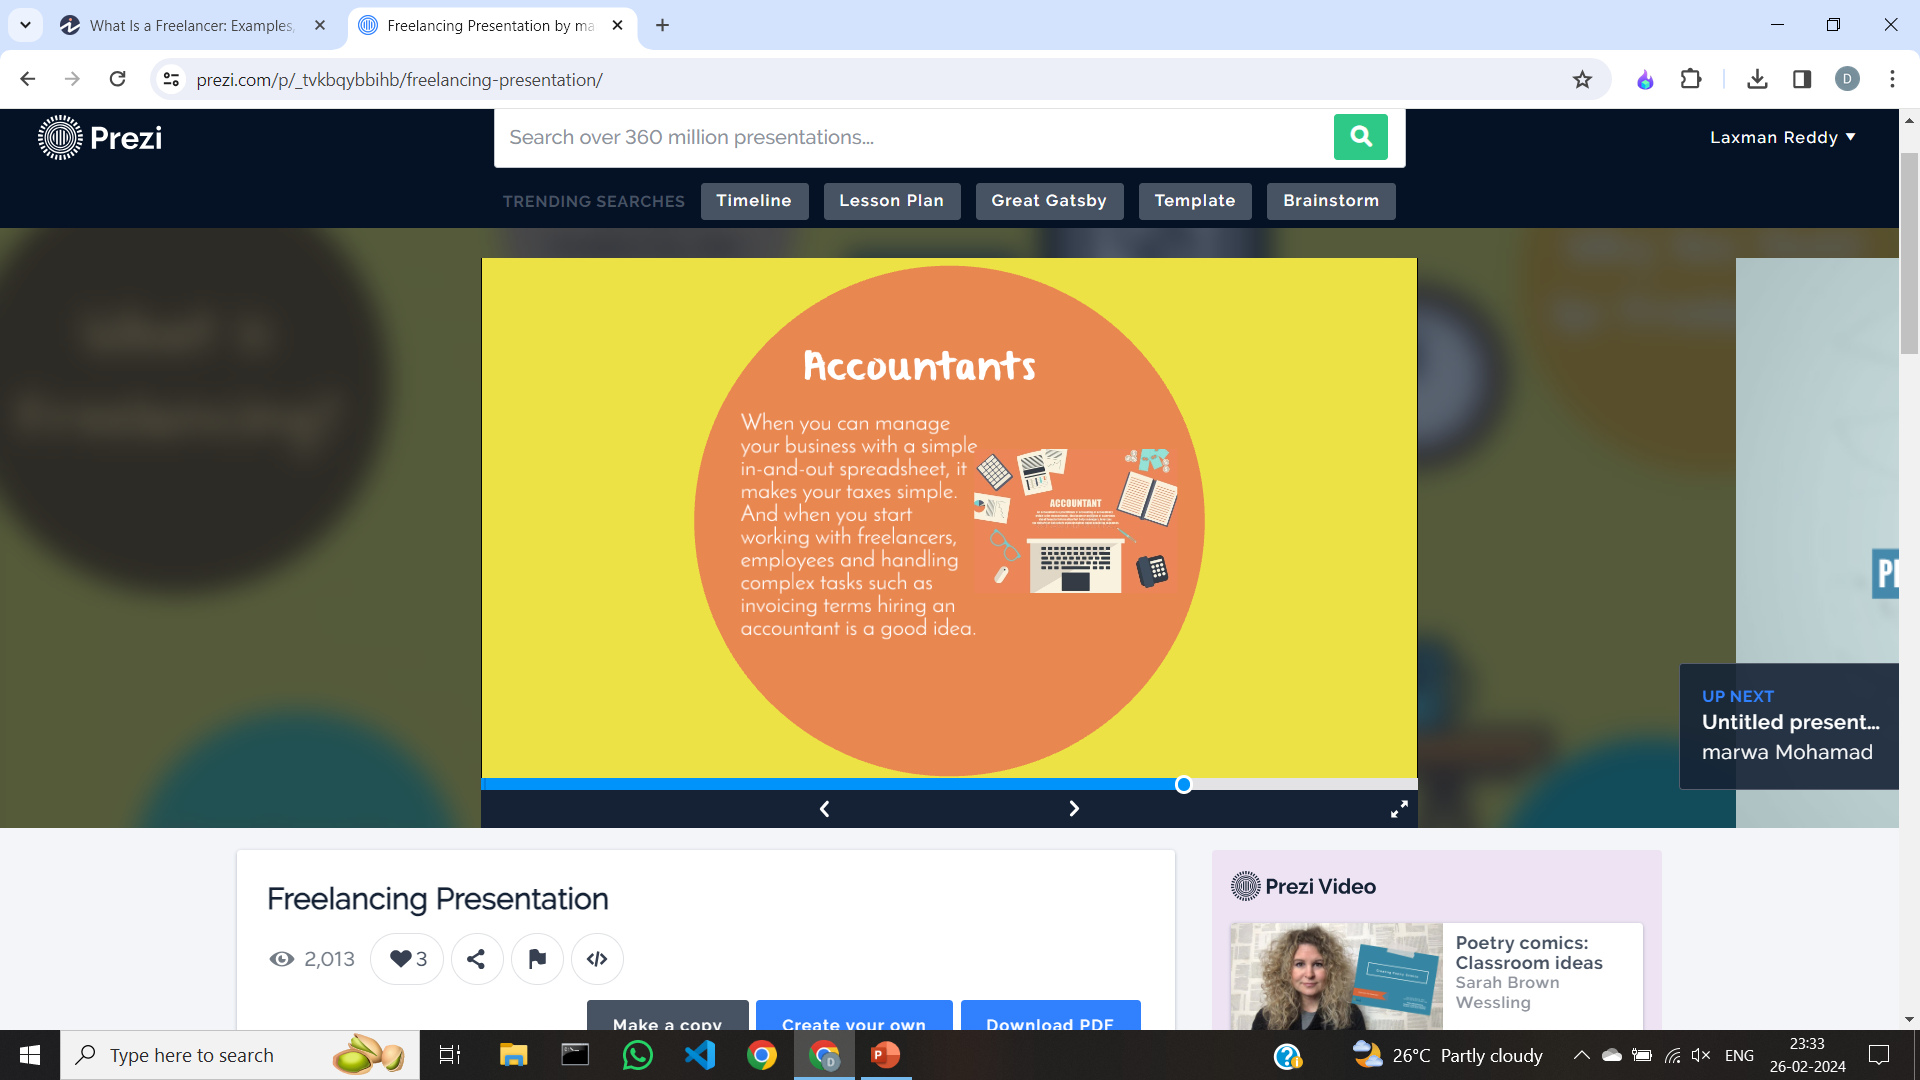 What Is a Freelancer: Examples,
Freelancing Presentation by ma
prezi.com/p/_tvkbqybbihb/freelancing-presentation/
D
Prezi
Search over 360 million presentations...
Laxman Reddy
TRENDING SEARCHES
Timeline
Lesson Plan
Great Gatsby
Template
Brainstorm
What is
Freelancing?
Accountants
When you can manage
your business with a simple
in-and-out spreadsheet, it
makes your taxes simple.
And when you start
working with freelancers,
employees and handling
complex tasks such as
invoicing terms hiring an
accountant is a good idea.
ACCOUNTANT
UP NEXT
Untitled present...
marwa Mohamad
Freelancing Presentation
2,013
3
Make a copy
Create your own
Download PDF
Prezi Video
Poetry comics:
Classroom ideas
Sarah Brown
Wessling
Type here to search
26°C Partly cloudy
ENG
23:33
26-02-2024